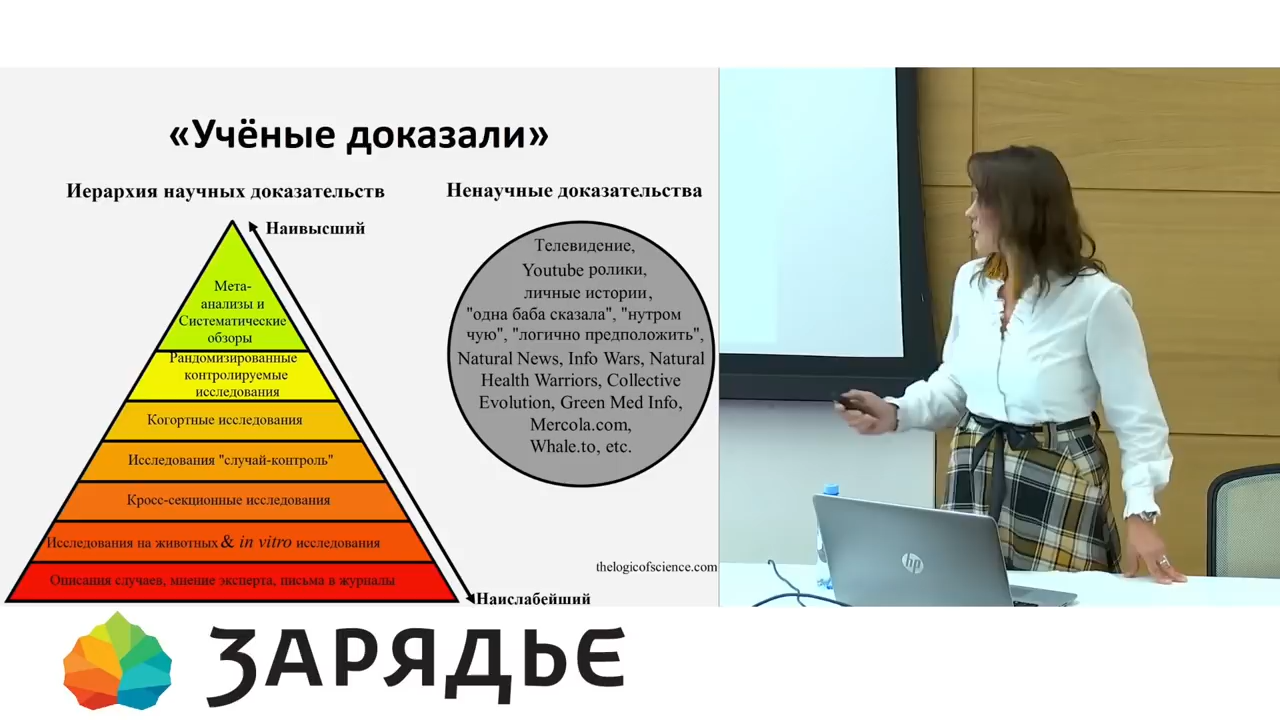 «Учёные доказали»
Иерархия научных доказательств
Наивысший
Мета-
анализы и
Систематические
обзоры
Рандомизированные
контролируемые
исследования
Когортные исследования
Исследования "случай-контроль"
Кросс-секционные исследования
Исследования на животных & in vitro исследования
Описания случаев, мнение эксперта, письма в журналы
Наислабейший
Ненаучные доказательства
Телевидение,
Youtube ролики,
личные истории,
"одна баба сказала", "нутром
чую", "логично предположить",
Natural News, Info Wars, Natural
Health Warriors, Collective
Evolution, Green Med Info,
Mercola.com,
Whale.to, etc.
thelogicofscience.com
hp
ЗАРЯДЬЕ